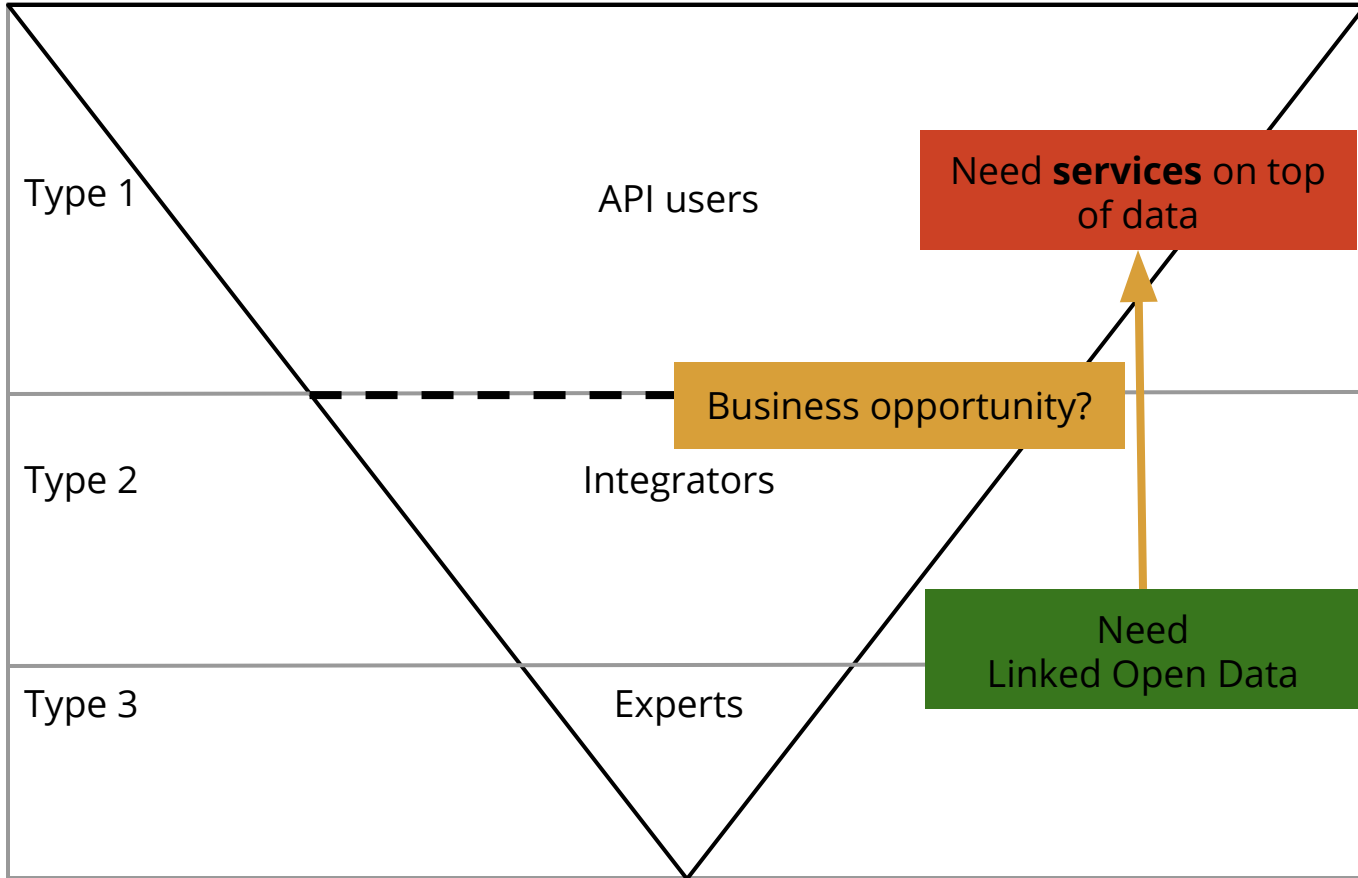 Type 1
API users
Need services on top
of data
Business opportunity?
Type 2
Integrators
Need
Linked Open Data
Type 3
Experts